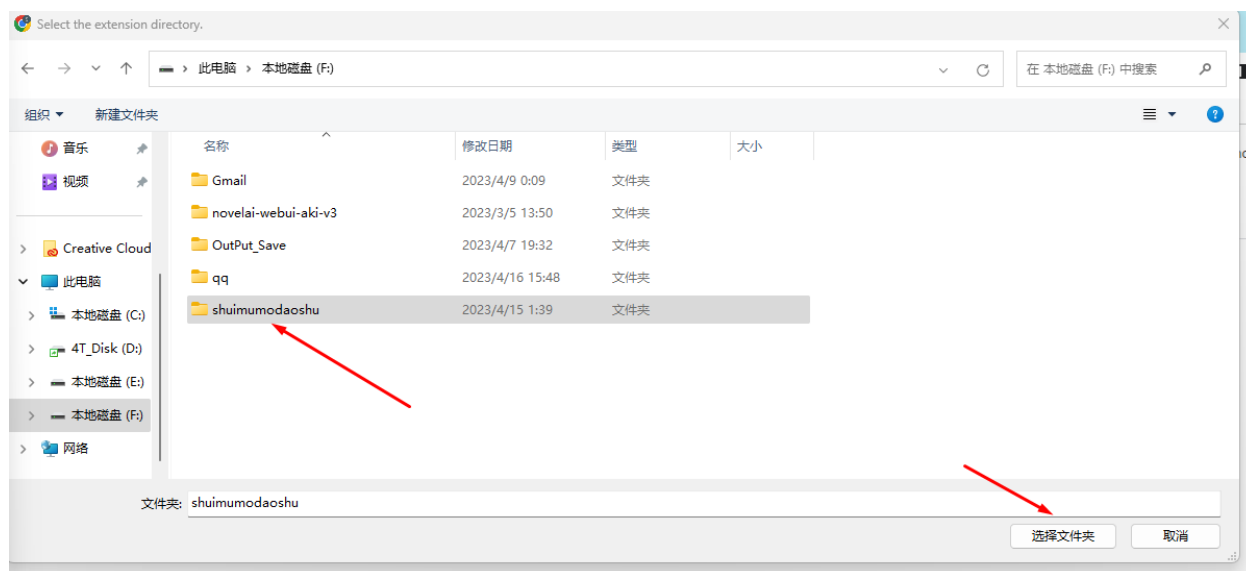 Select the extension directory.
此电脑 › 本地磁盘 (F:)
在 本地磁盘 (F:) 中搜索
组织 新建文件夹
音乐
视频
Creative Cloud
此电脑
本地磁盘 (C:)
4T_Disk (D:)
本地磁盘 (E:)
本地磁盘 (F:)
网络
名称 修改日期 类型 大小
Gmail 2023/4/9 0:09 文件夹
novelai-webui-aki-v3 2023/3/5 13:50 文件夹
OutPut_Save 2023/4/7 19:32 文件夹
qq 2023/4/16 15:48 文件夹
shuimumodaoshu 2023/4/15 1:39 文件夹
文件夹: shuimumodaoshu
选择文件夹 取消